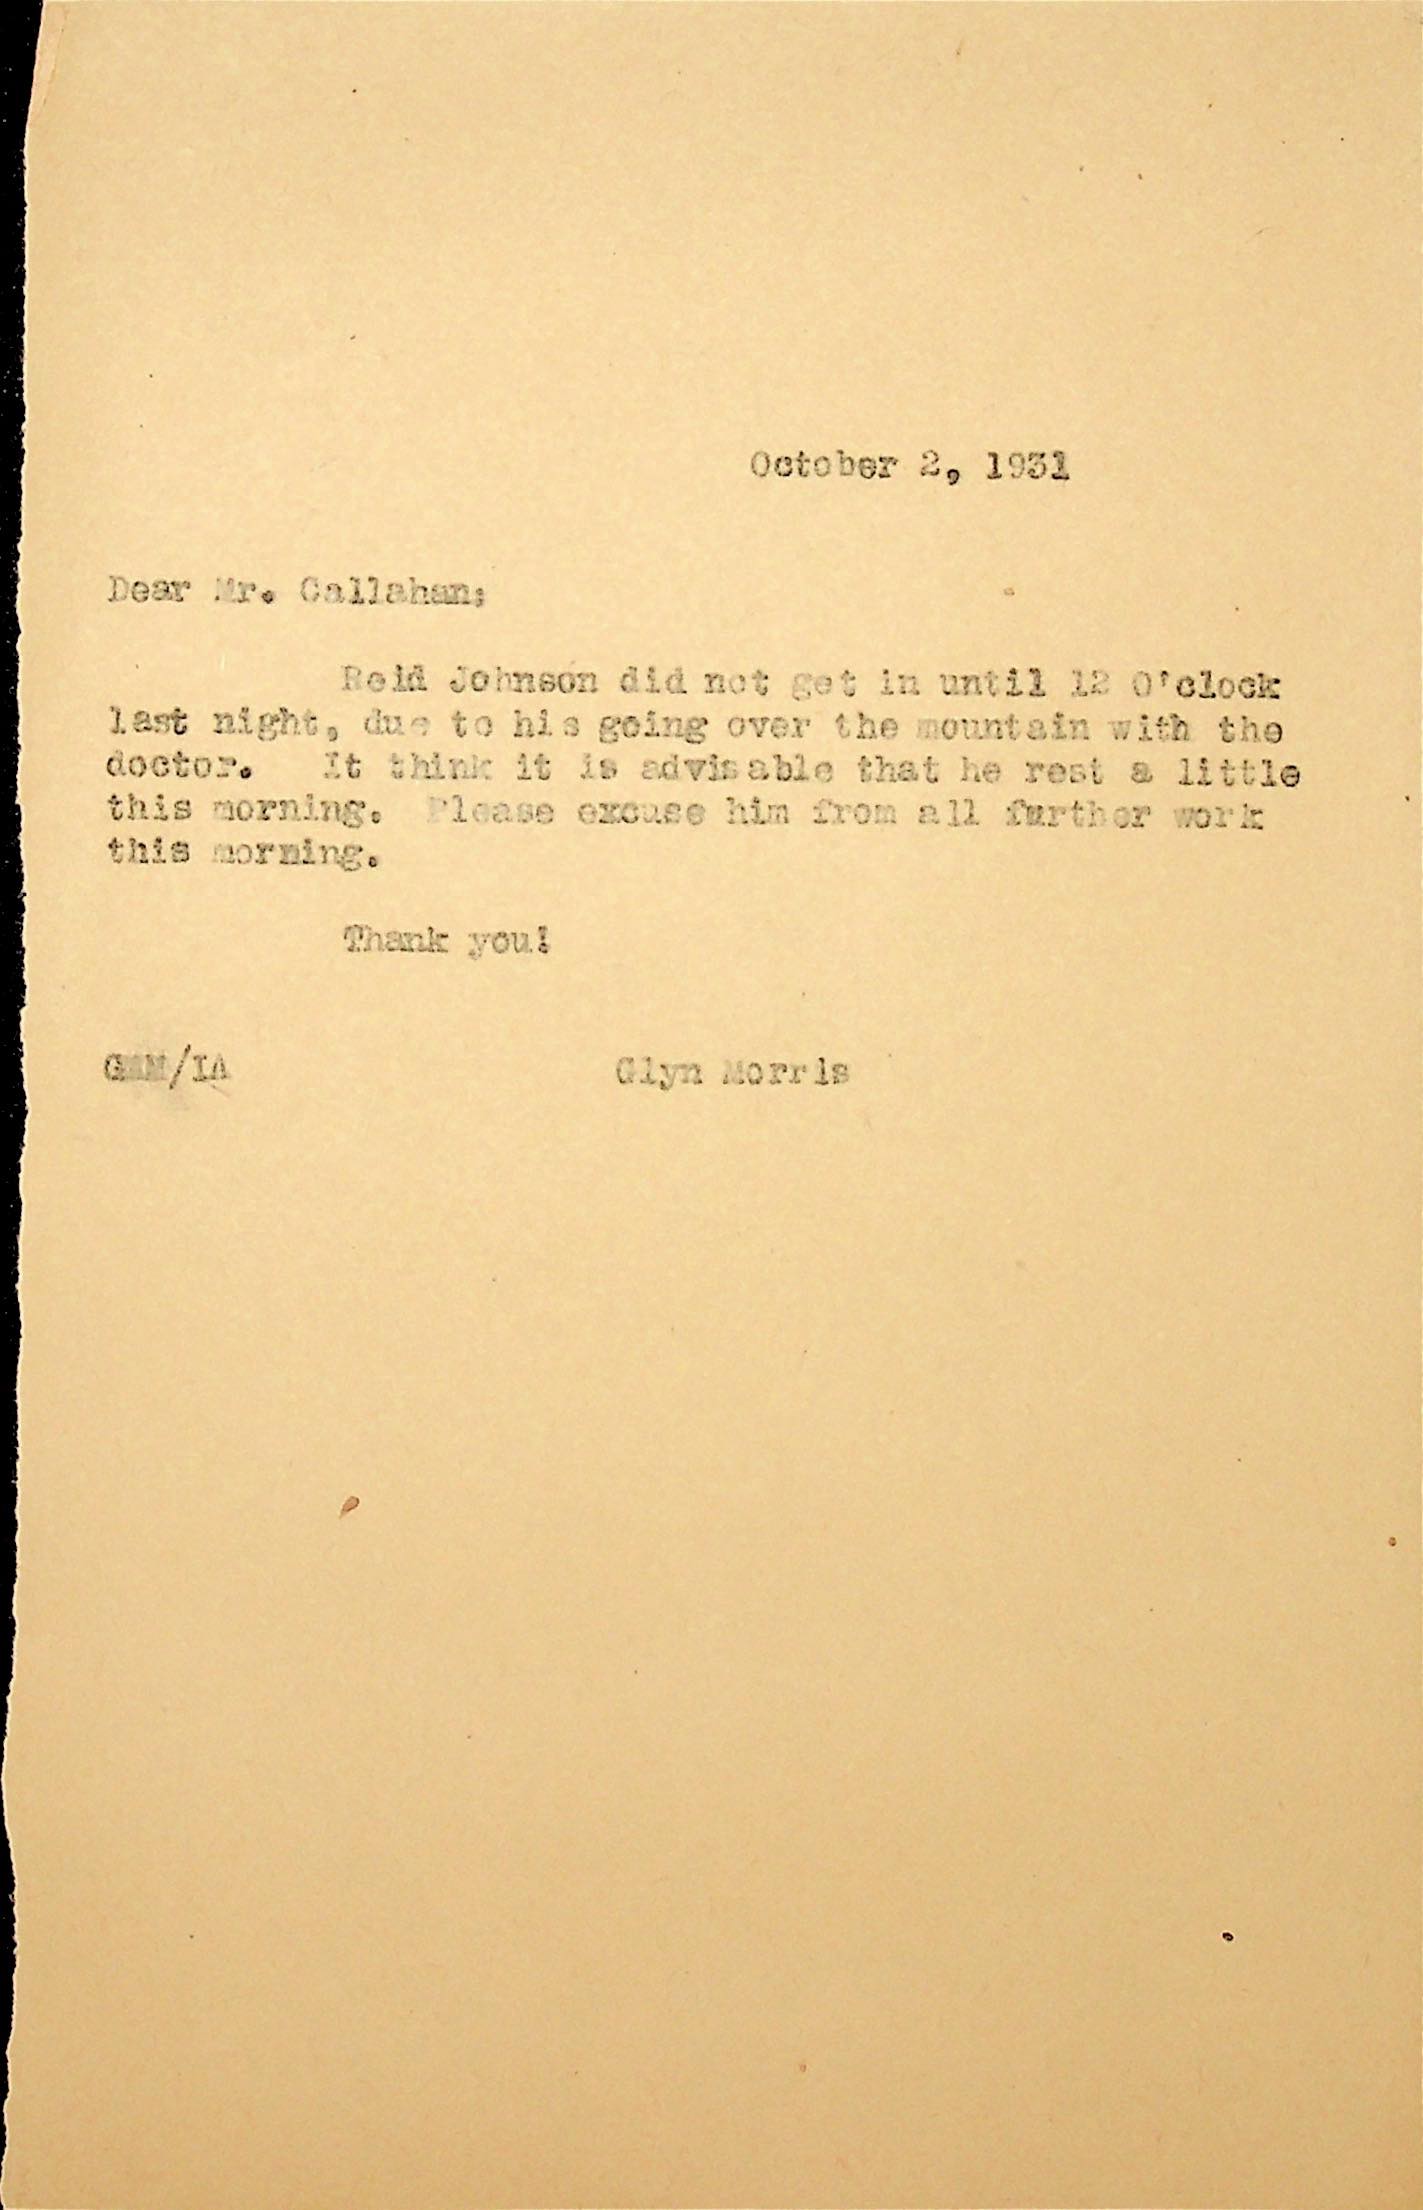 October 2, 1931
Dear Mr. Callahan:
Reid Johnson did not get in until 12 O'clock
last night, due to his going over the mountain with the
doctor. It think it is advisable that he rest a little
this morning. Please excuse him from all further work
this morning.
Thank you!
GMM/IA Glyn Morris